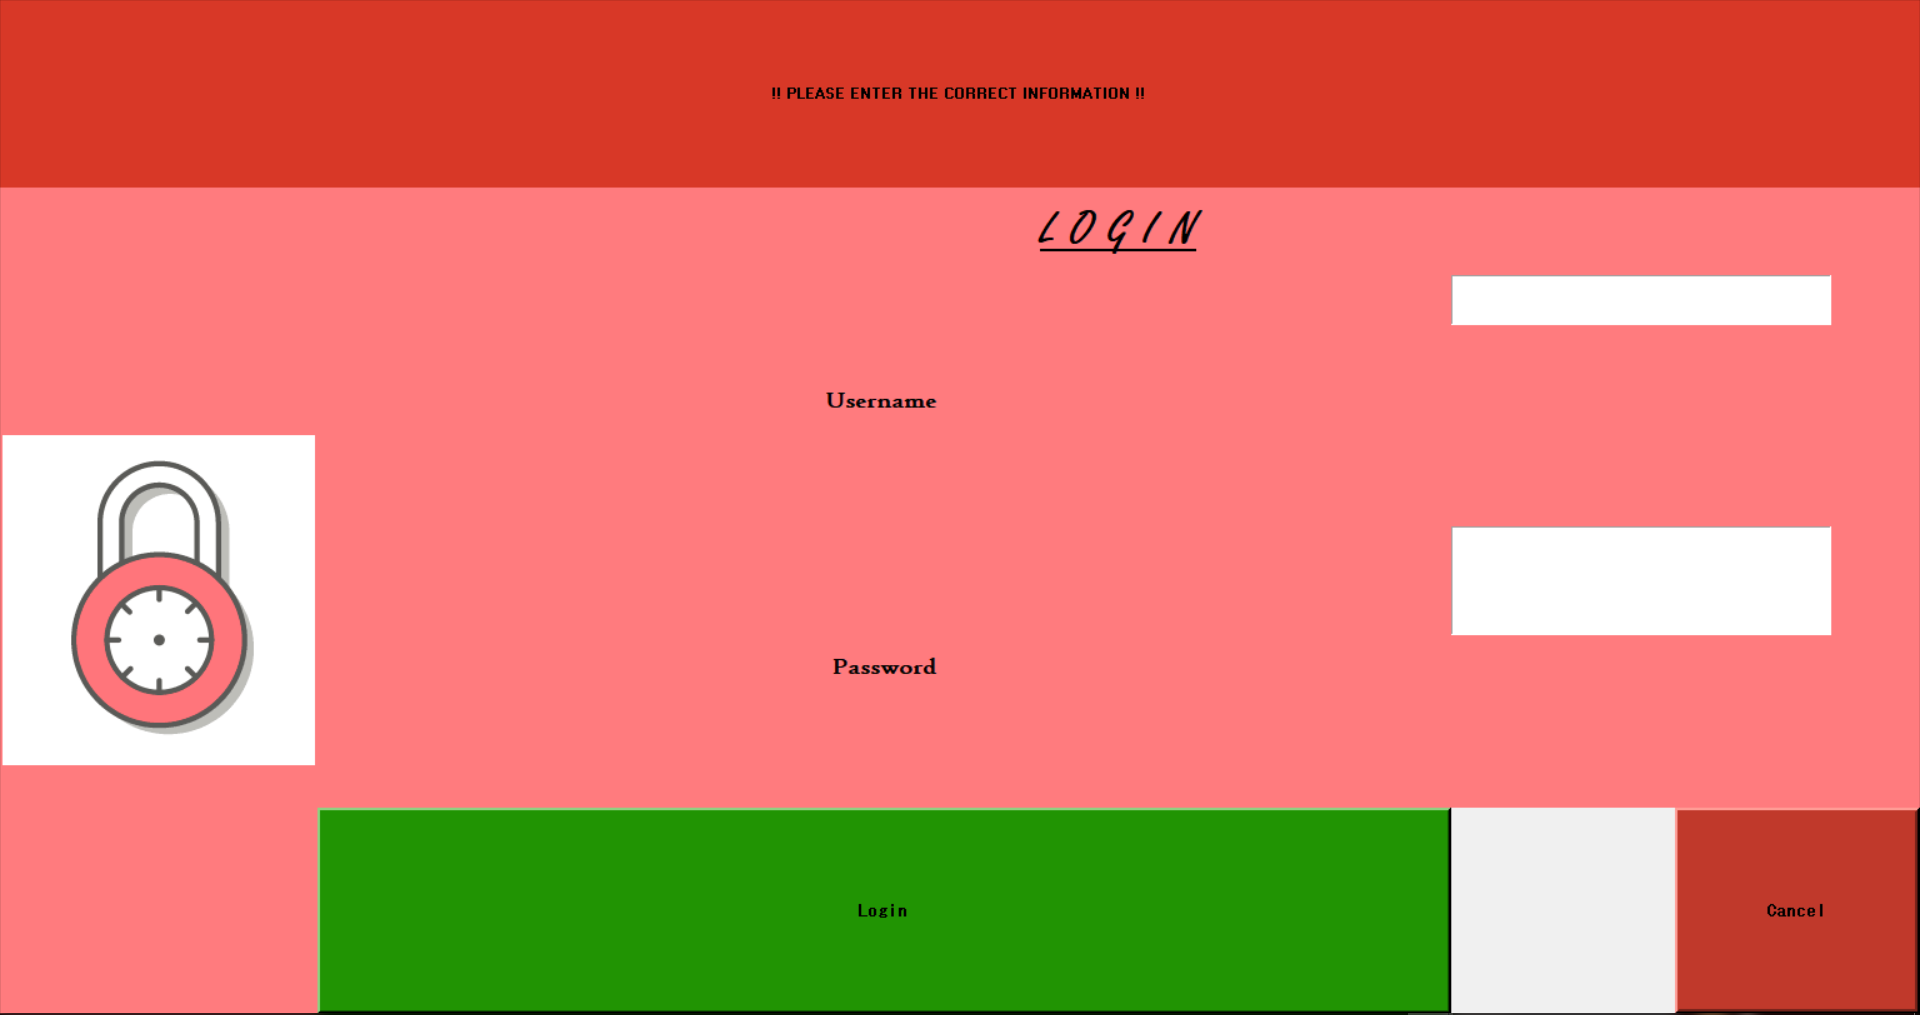 !! PLEASE ENTER THE CORRECT INFORMATION !!
LOGIN
Username
Password
Login
Cancel